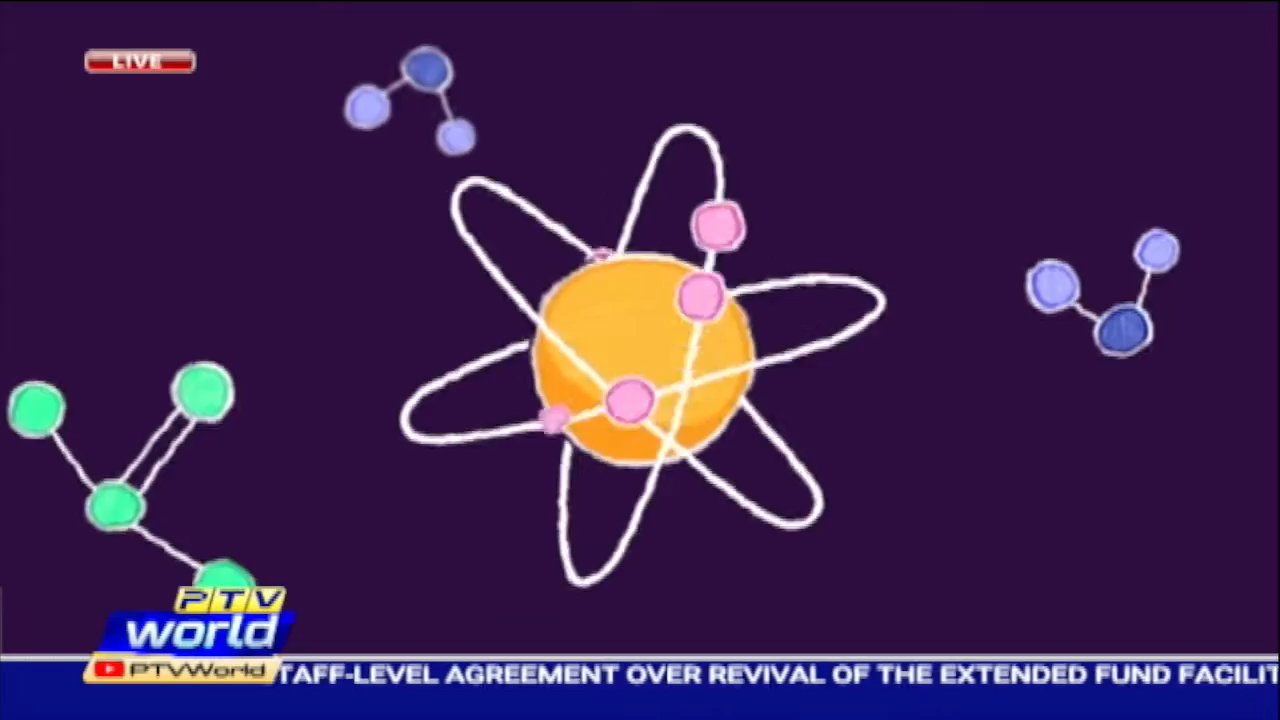 LIVE
PTV
world
PTVWorld
TAFF-LEVEL AGREEMENT OVER REVIVAL OF THE EXTENDED FUND FACILIT